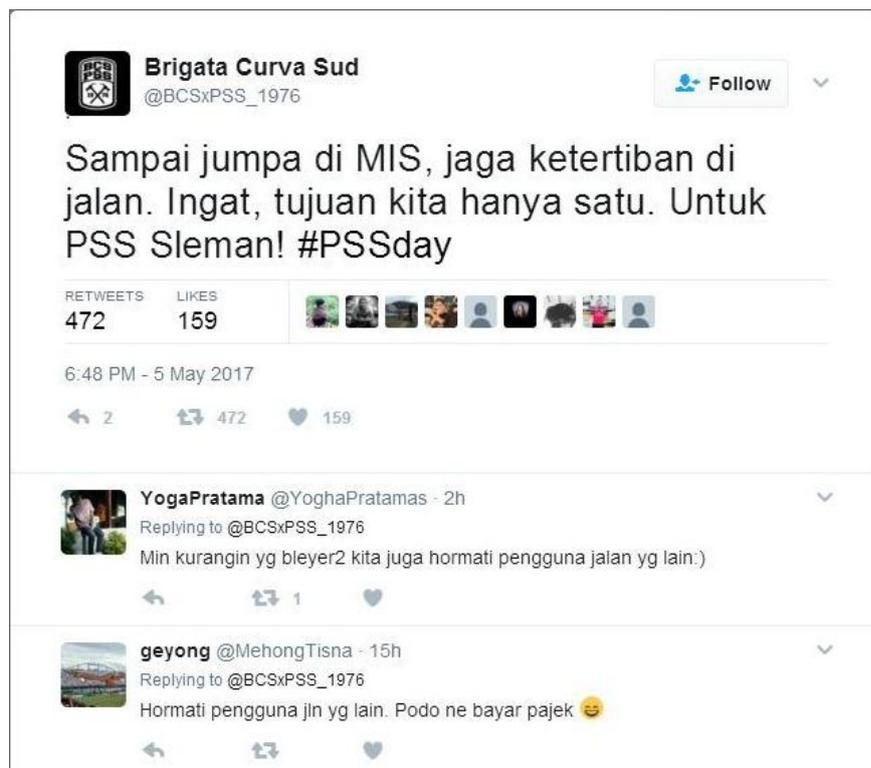 BCS
PSS
Brigata Curva Sud
@BCSxPSS_1976
Follow
Sampai jumpa di MIS, jaga ketertiban di
jalan. Ingat, tujuan kita hanya satu. Untuk
PSS Sleman! #PSSday
RETWEETS LIKES
472 159
6:48 PM - 5 May 2017
2 472 159
YogaPratama @YoghaPratamas · 2h
Replying to @BCSxPSS_1976
Min kurangin yg bleyer2 kita juga hormati pengguna jalan yg lain:)
1
geyong @MehongTisna · 15h
Replying to @BCSxPSS_1976
Hormati pengguna jln yg lain. Podo ne bayar pajek 😄